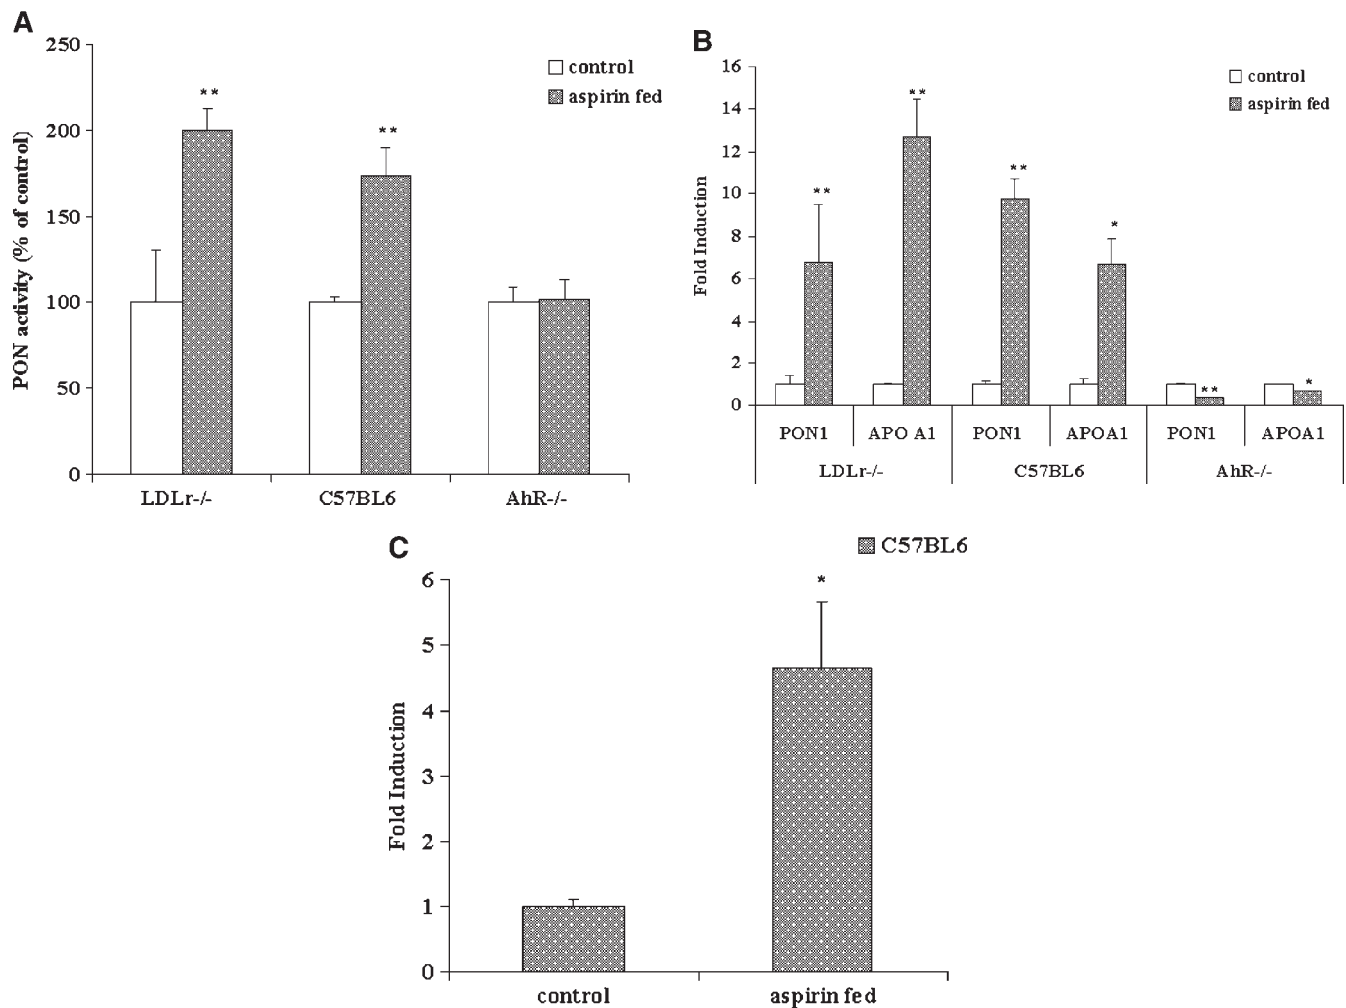 A
PON activity (% of control)
250
200
150
100
50
0
control
aspirin fed
**
**
LDLr-/-
C57BL6
AhR-/-
B
Fold Induction
16
14
12
10
8
6
4
2
0
control
aspirin fed
**
**
**
*
**
*
PON1
APO A1
PON1
APOA1
PON1
APOA1
LDLr-/-
C57BL6
AhR-/-
C
C57BL6
Fold Induction
6
5
4
3
2
1
0
*
control
aspirin fed